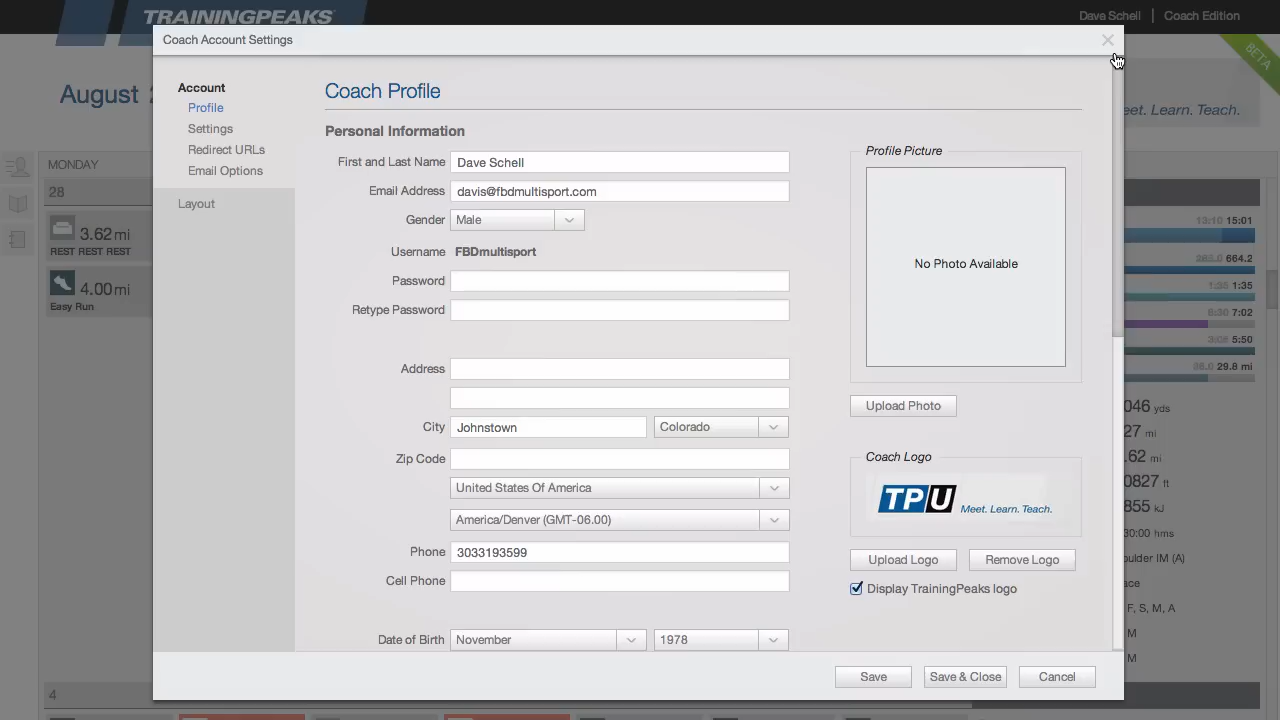 TRAININGPEAKS
Dave Schell | Coach Edition
BETA
August
Coach Account Settings
Account
Profile
Settings
Redirect URLs
Email Options
Layout
Coach Profile
Personal Information
First and Last Name Dave Schell
Email Address davis@fbdmultisport.com
Gender Male
Username FBDmultisport
Password
Retype Password
Address
City Johnstown Colorado
Zip Code
United States Of America
America/Denver (GMT-06.00)
Phone 3033193599
Cell Phone
Date of Birth November 1978
Profile Picture
No Photo Available
Upload Photo
Coach Logo
TPU Meet. Learn. Teach.
Upload Logo Remove Logo
Display TrainingPeaks logo
Save Save & Close Cancel
MONDAY
28
3.62 mi
REST REST REST
4.00 mi
Easy Run
4
eet. Learn. Teach.
13:10 15:01
664.2
1:35 1:35
6:30 7:02
5:50
29.8 mi
046 yds
27 mi
.62 mi
0827 ft
855 kJ
30:00 hms
oulder IM (A)
ace
F, S, M, A
M
M